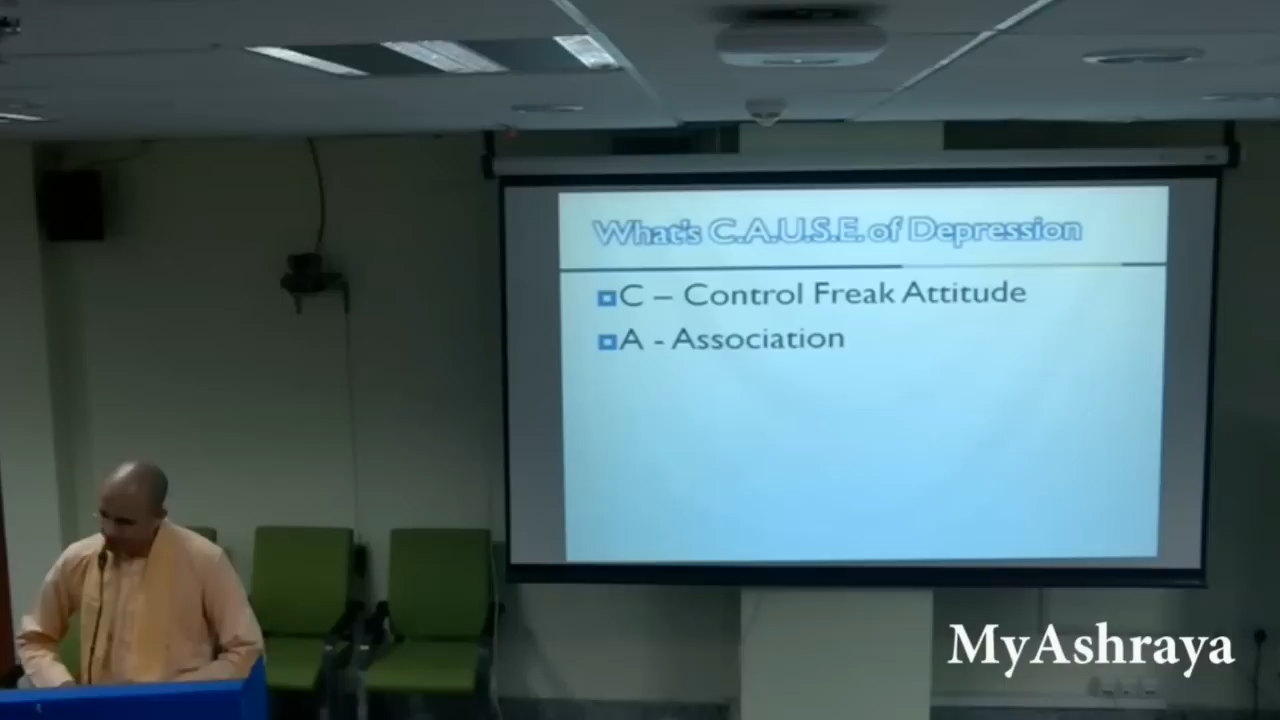 What's C.A.U.S.E. of Depression
C – Control Freak Attitude
A - Association
MyAshraya